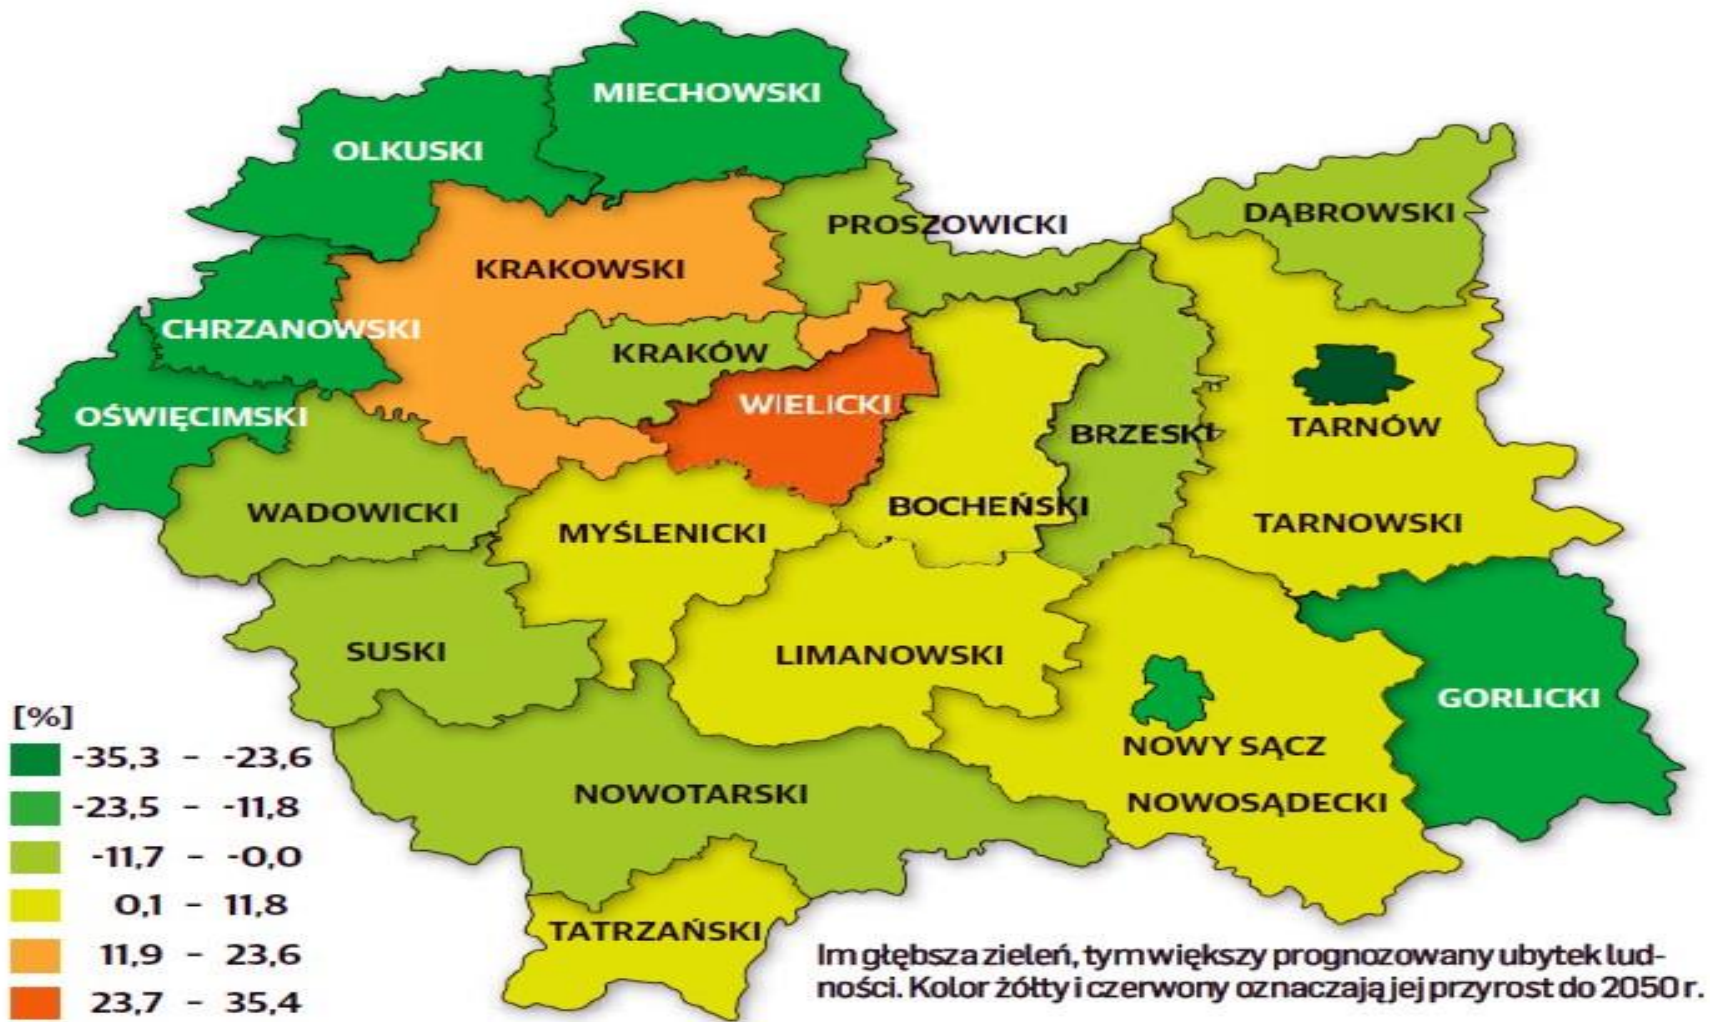 MIECHOWSKI
OLKUSKI
DĄBROWSKI
PROSZOWICKI
KRAKOWSKI
CHRZANOWSKI
KRAKÓW
WIELICKI
OŚWIĘCIMSKI
TARNÓW
BRZESKI
BOCHEŃSKI
WADOWICKI
TARNOWSKI
MYŚLENICKI
SUSKI
LIMANOWSKI
GORLICKI
NOWY SĄCZ
NOWOTARSKI
NOWOSĄDECKI
TATRZAŃSKI
[%]
-35,3 - -23,6
-23,5 - -11,8
-11,7 - -0,0
0,1 - 11,8
11,9 - 23,6
23,7 - 35,4
Im głębsza zieleń, tym większy prognozowany ubytek lud-
ności. Kolor żółty i czerwony oznaczają jej przyrost do 2050 r.